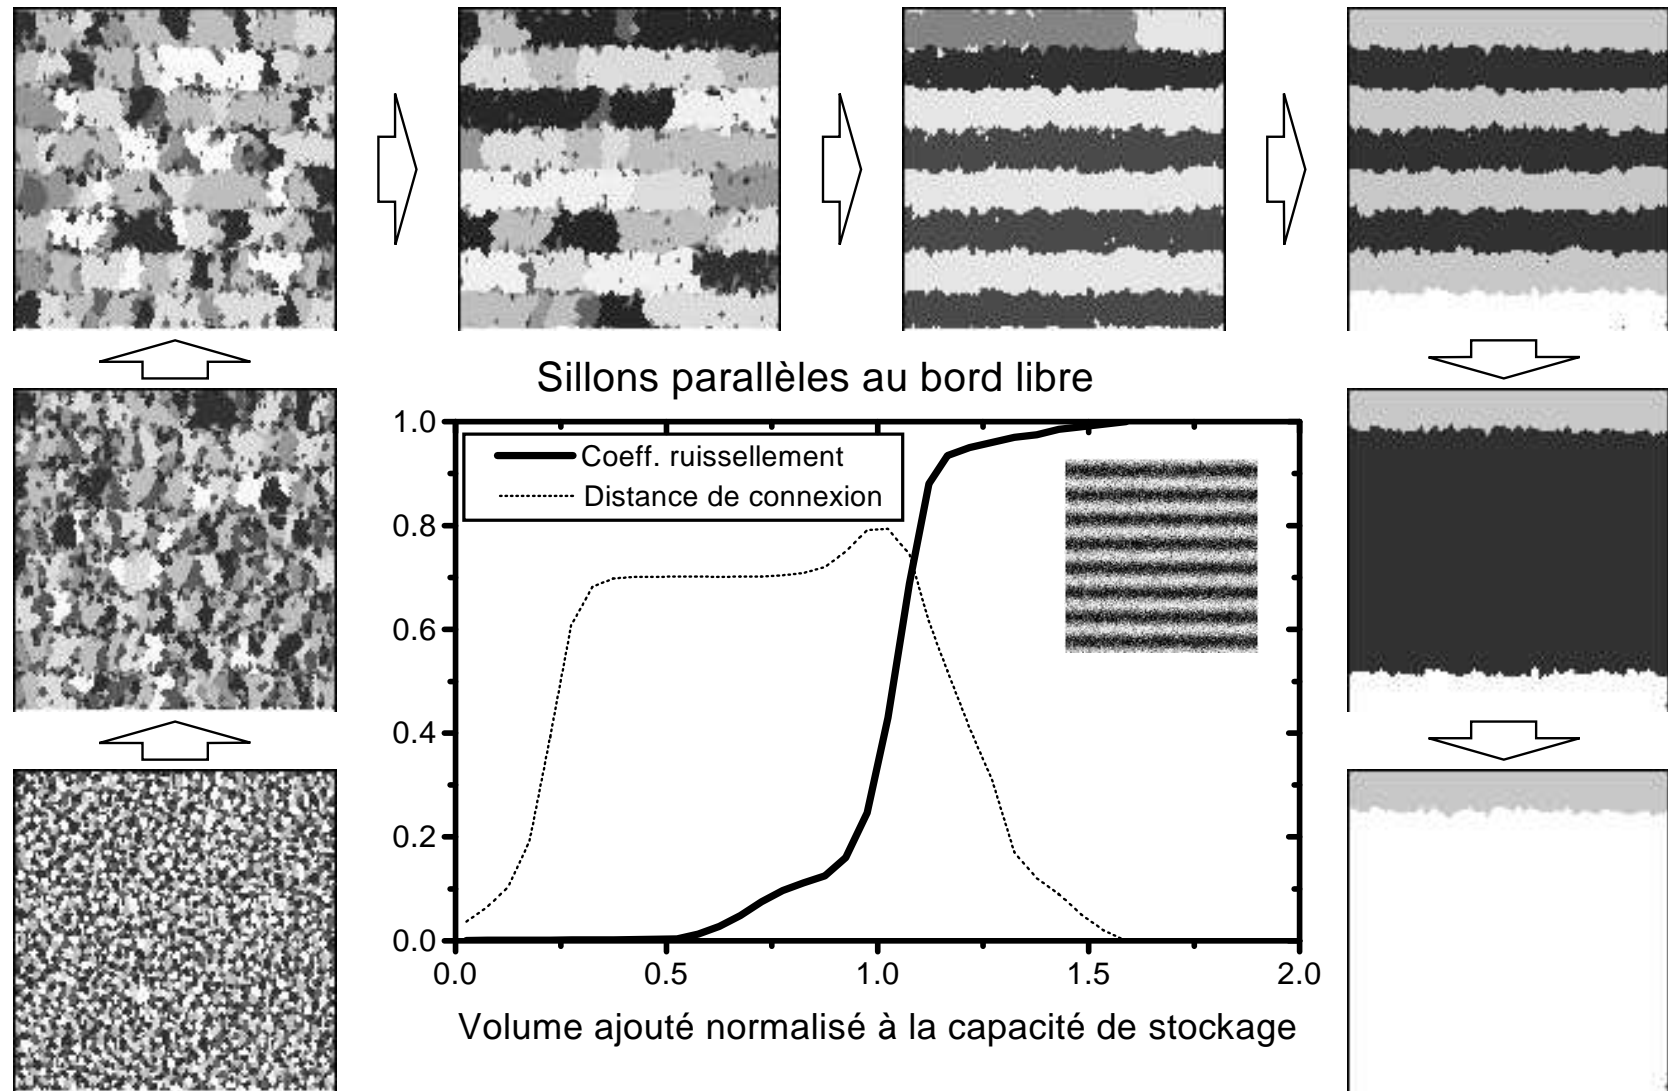 Sillons parallèles au bord libre
1.0
Coeff. ruissellement
Distance de connexion
0.8
0.6
0.4
0.2
0.0
0.0 0.5 1.0 1.5 2.0
Volume ajouté normalisé à la capacité de stockage